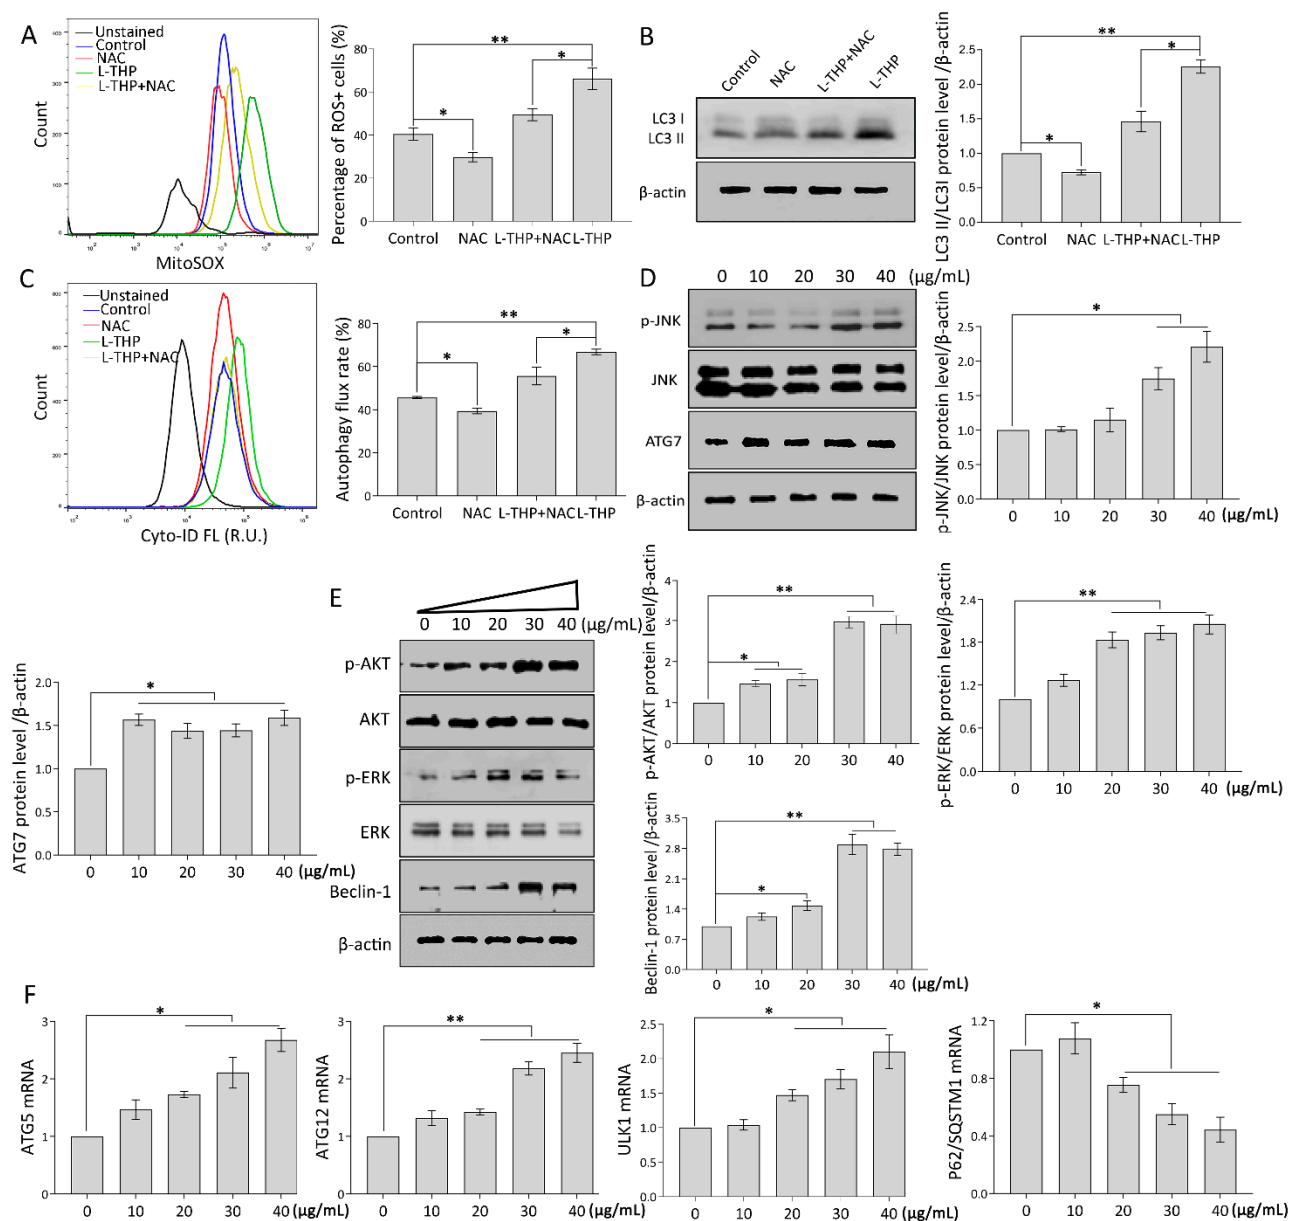 A
Unstained
Control
NAC
L-THP
L-THP+NAC
Count
MitoSOX
Percentage of ROS+ cells (%)
80
60
40
20
0
**
*
*
Control NAC L-THP+NAC L-THP
B
Control NAC L-THP+NAC L-THP
LC3 I
LC3 II
β-actin
LC3 II/LC3I protein level /β-actin
2.5
2.0
1.5
1.0
0.5
0.0
**
*
*
Control NAC L-THP+NAC L-THP
C
Unstained
Control
NAC
L-THP
L-THP+NAC
Count
Cyto-ID FL (R.U.)
Autophagy flux rate (%)
80
60
40
20
0
**
*
*
Control NAC L-THP+NAC L-THP
D
0 10 20 30 40 (μg/mL)
p-JNK
JNK
ATG7
β-actin
p-JNK/JNK protein level/β-actin
2.5
2.0
1.5
1.0
0.5
0.0
*
0 10 20 30 40 (μg/mL)
ATG7 protein level /β-actin
2.0
1.5
1.0
0.5
0.0
*
0 10 20 30 40 (μg/mL)
E
0 10 20 30 40 (μg/mL)
p-AKT
AKT
p-ERK
ERK
Beclin-1
β-actin
p-AKT/AKT protein level/β-actin
4
3
2
1
0
**
*
0 10 20 30 40 (μg/mL)
p-ERK/ERK protein level/β-actin
2.4
1.8
1.2
0.6
0.0
**
0 10 20 30 40 (μg/mL)
Beclin-1 protein level /β-actin
3.5
2.8
2.1
1.4
0.7
0.0
**
*
0 10 20 30 40 (μg/mL)
F
ATG5 mRNA
3
2
1
0
*
0 10 20 30 40 (μg/mL)
ATG12 mRNA
3
2
1
0
**
0 10 20 30 40 (μg/mL)
ULK1 mRNA
2.5
2.0
1.5
1.0
0.5
0.0
*
0 10 20 30 40 (μg/mL)
P62/SQSTM1 mRNA
1.2
0.8
0.4
0.0
*
0 10 20 30 40 (μg/mL)